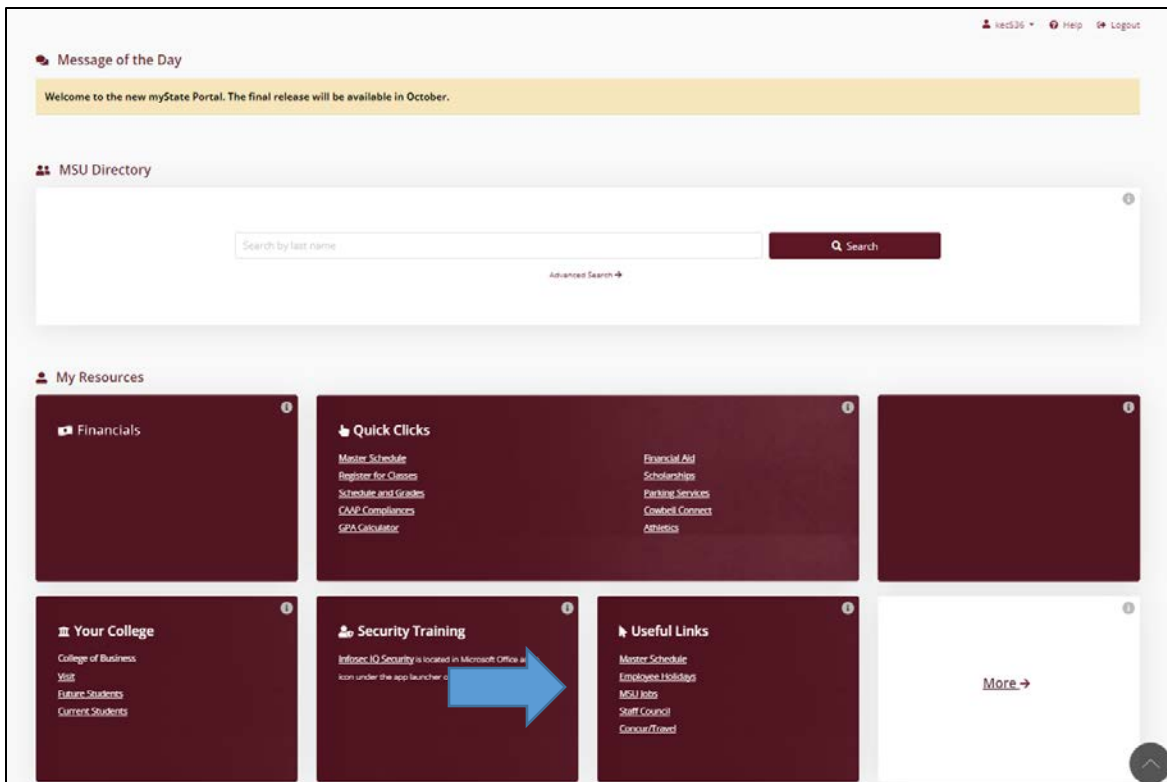 kec536 Help Logout
Message of the Day
Welcome to the new myState Portal. The final release will be available in October.
MSU Directory
Search by last name
Search
Advanced Search
My Resources
Financials
Quick Clicks
Master Schedule
Register for Classes
Schedule and Grades
CAAP Compliances
GPA Calculator
Financial Aid
Scholarships
Parking Services
Cowbell Connect
Athletics
Your College
College of Business
Visit
Future Students
Current Students
Security Training
Infosec IQ Security is located in Microsoft Office
icon under the app launcher
Useful Links
Master Schedule
Employee Holidays
MSU Jobs
Staff Council
Concur/Travel
More